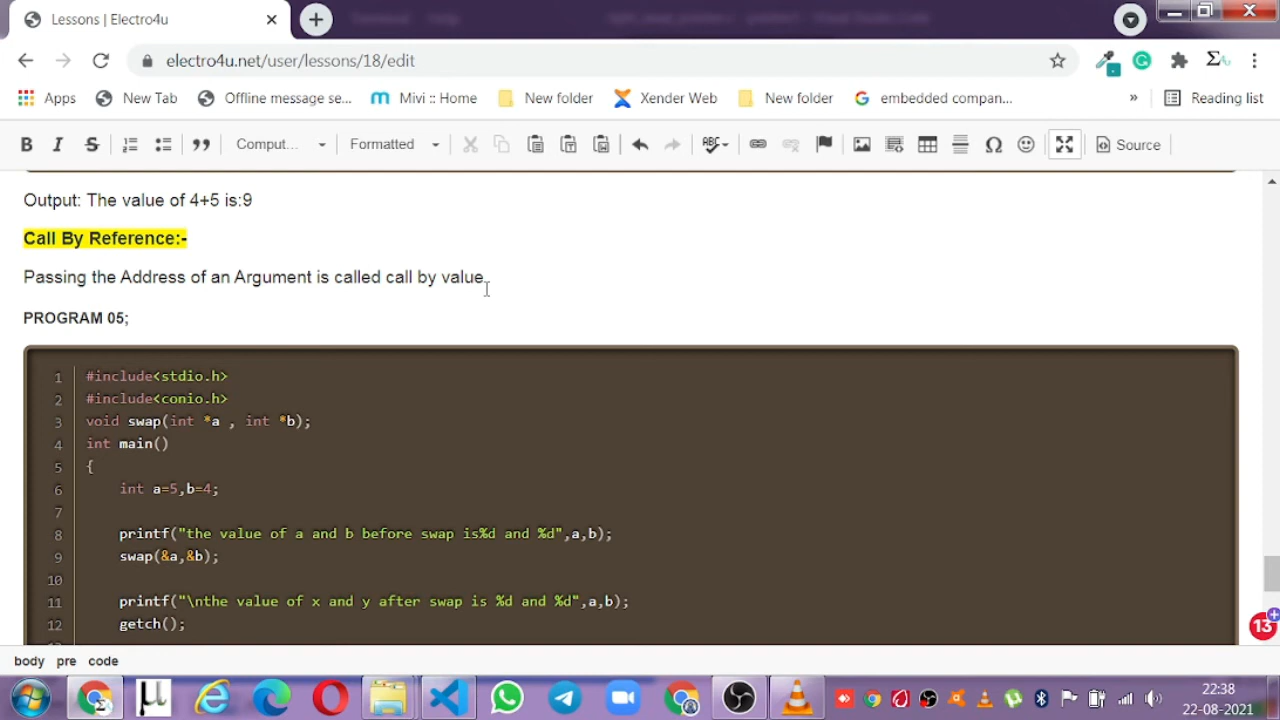 Lessons | Electro4u
electro4u.net/user/lessons/18/edit
Apps New Tab Offline message se... Mivi :: Home New folder Xender Web New folder embedded compan... » Reading list
B I S Comput... Formatted ABC Ω Source
Output: The value of 4+5 is:9
Call By Reference:-
Passing the Address of an Argument is called call by value
PROGRAM 05;
1 #include<stdio.h>
2 #include<conio.h>
3 void swap(int *a , int *b);
4 int main()
5 {
6 int a=5,b=4;
7
8 printf("the value of a and b before swap is%d and %d",a,b);
9 swap(&a,&b);
10
11 printf("\nthe value of x and y after swap is %d and %d",a,b);
12 getch();
13
body pre code
22:38
22-08-2021